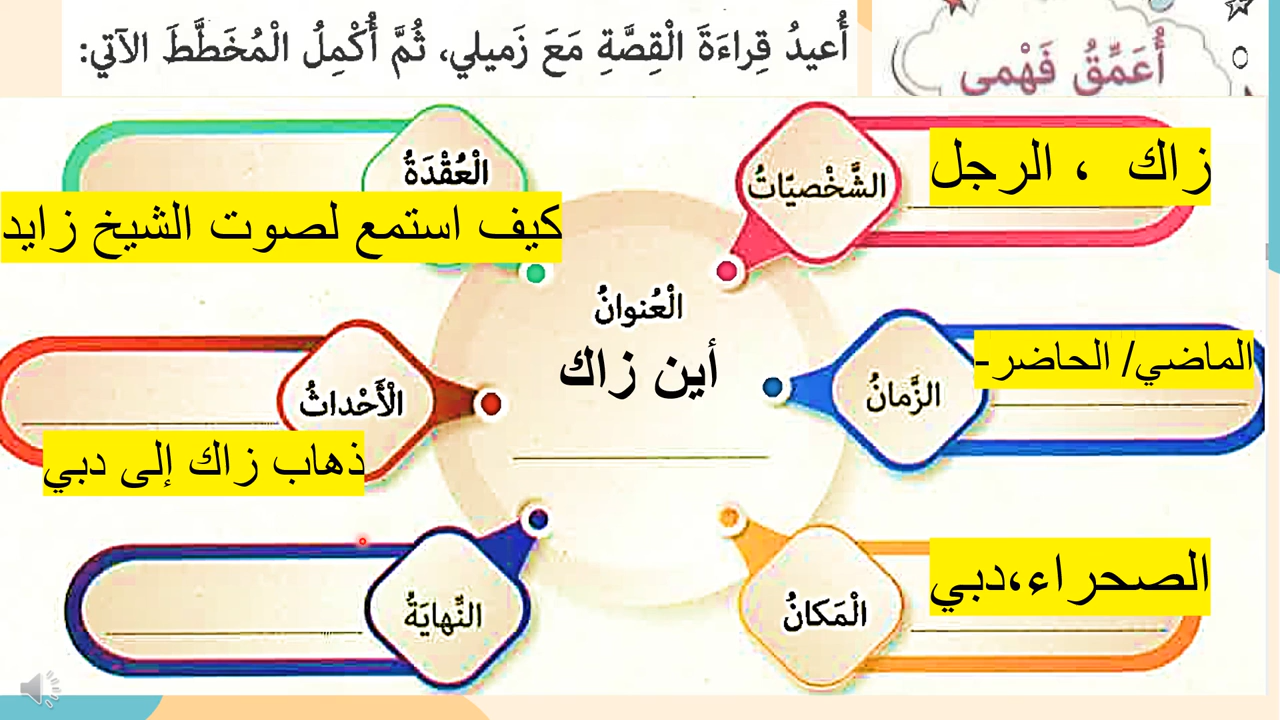 أُعَمِّقُ فَهْمي
أُعيدُ قِراءَةَ الْقِصَّةِ مَعَ زَميلي، ثُمَّ أُكْمِلُ الْمُخَطَّطَ الآتي:
الشَّخْصيّاتُ
زاك ، الرجل
الْعُقْدَةُ
كيف استمع لصوت الشيخ زايد
الْعُنوانُ
أين زاك
الزَّمانُ
الماضي/ الحاضر-
الْأَحْداثُ
ذهاب زاك إلى دبي
الْمَكانُ
الصحراء،دبي
النِّهايَةُ